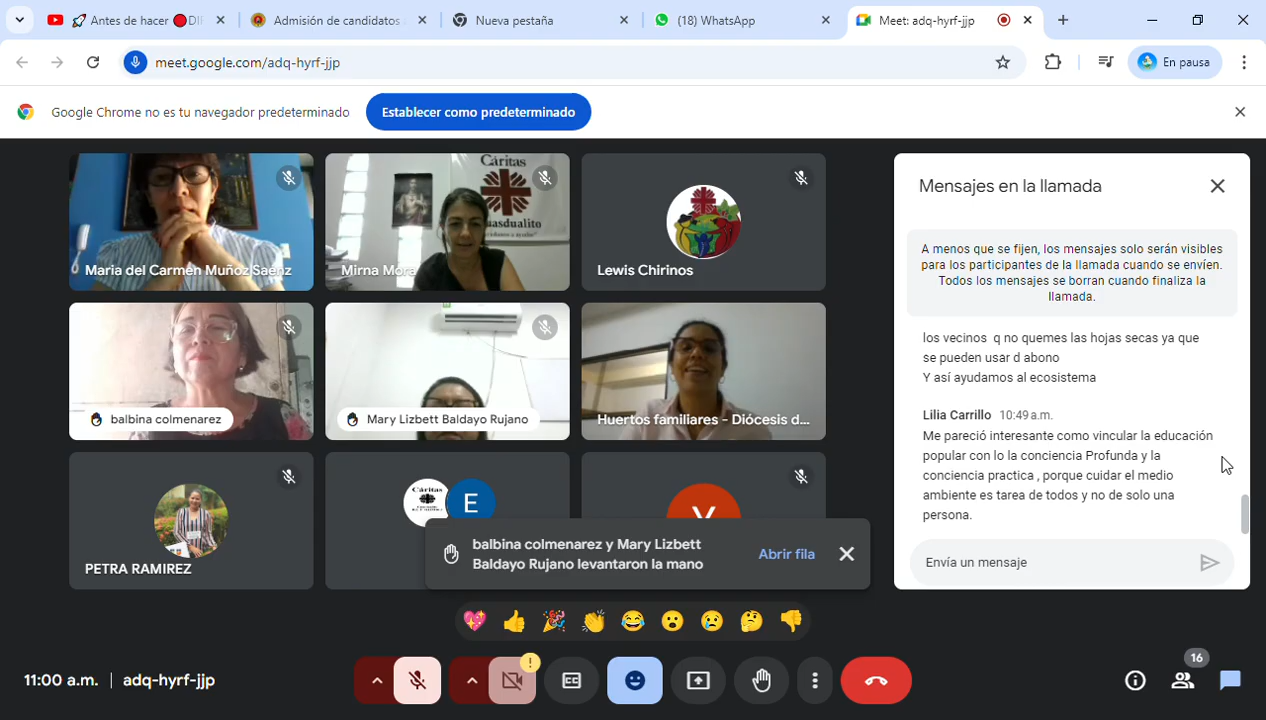 Antes de hacer
Admisión de candidatos
Nueva pestaña
(18) WhatsApp
Meet: adq-hyrf-jjp
meet.google.com/adq-hyrf-jjp
En pausa
Google Chrome no es tu navegador predeterminado
Establecer como predeterminado
Maria del Carmen Muñoz Saenz
Cáritas
Mirna Mora
Lewis Chirinos
balbina colmenarez
Mary Lizbett Baldayo Rujano
Huertos familiares - Diócesis d...
PETRA RAMIREZ
Cáritas
E
balbina colmenarez y Mary Lizbett
Baldayo Rujano levantaron la mano
Abrir fila
Mensajes en la llamada
A menos que se fijen, los mensajes solo serán visibles
para los participantes de la llamada cuando se envíen.
Todos los mensajes se borran cuando finaliza la
llamada.
los vecinos q no quemes las hojas secas ya que
se pueden usar d abono
Y así ayudamos al ecosistema
Lilia Carrillo 10:49 a.m.
Me pareció interesante como vincular la educación
popular con lo la conciencia Profunda y la
conciencia practica , porque cuidar el medio
ambiente es tarea de todos y no de solo una
persona.
Envía un mensaje
11:00 a.m. | adq-hyrf-jjp
16